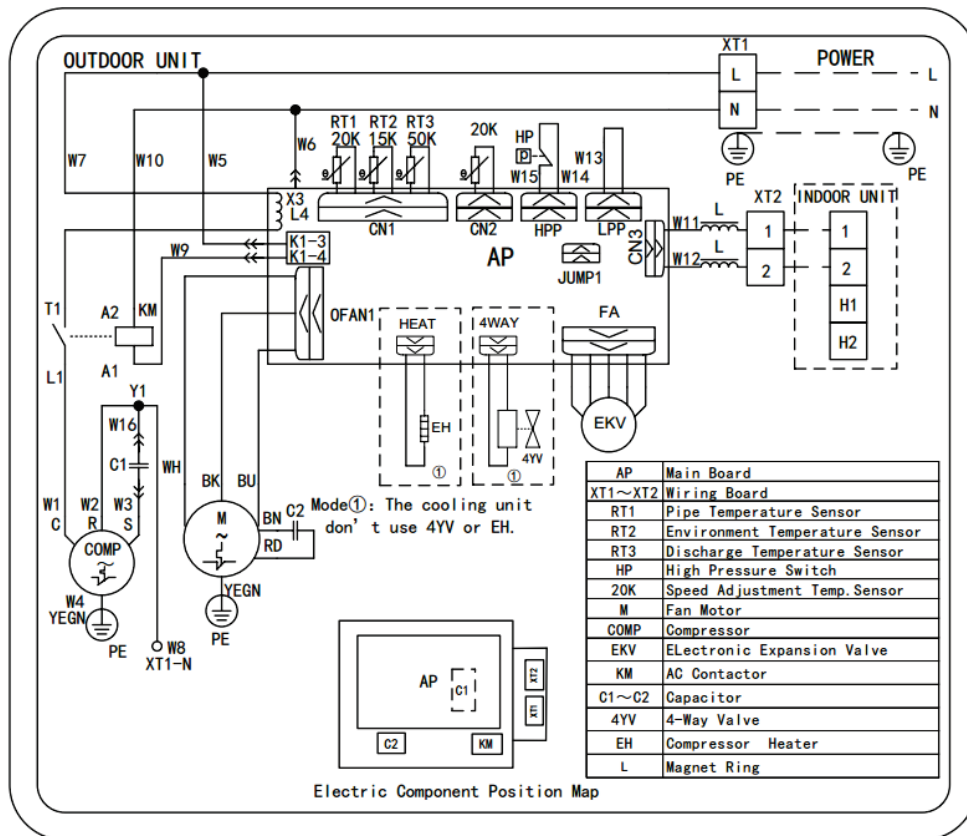 OUTDOOR UNIT
XT1
POWER
L
L
N
N
PE
PE
W7
W10
W5
W6
RT1
20K
RT2
15K
RT3
50K
20K
HP
P
W15
W14
W13
θ
θ
θ
θ
X3
L4
CN1
CN2
HPP
LPP
CN3
W11
W12
L
L
XT2
1
2
INDOOR UNIT
1
2
H1
H2
K1-3
K1-4
W9
AP
JUMP1
OFAN1
T1
A2
KM
A1
L1
HEAT
EH
①
4WAY
4YV
①
FA
EKV
Y1
W16
C1
W1
C
W2
R
W3
S
COMP
~
W4
YEGN
PE
W8
XT1-N
WH
BK
BU
M
~
BN
RD
C2
YEGN
PE
Mode①: The cooling unit
don't use 4YV or EH.
AP Main Board
XT1～XT2 Wiring Board
RT1 Pipe Temperature Sensor
RT2 Environment Temperature Sensor
RT3 Discharge Temperature Sensor
HP High Pressure Switch
20K Speed Adjustment Temp.Sensor
M Fan Motor
COMP Compressor
EKV ELectronic Expansion Valve
KM AC Contactor
C1～C2 Capacitor
4YV 4-Way Valve
EH Compressor Heater
L Magnet Ring
AP
C1
XT2
XT1
C2
KM
Electric Component Position Map